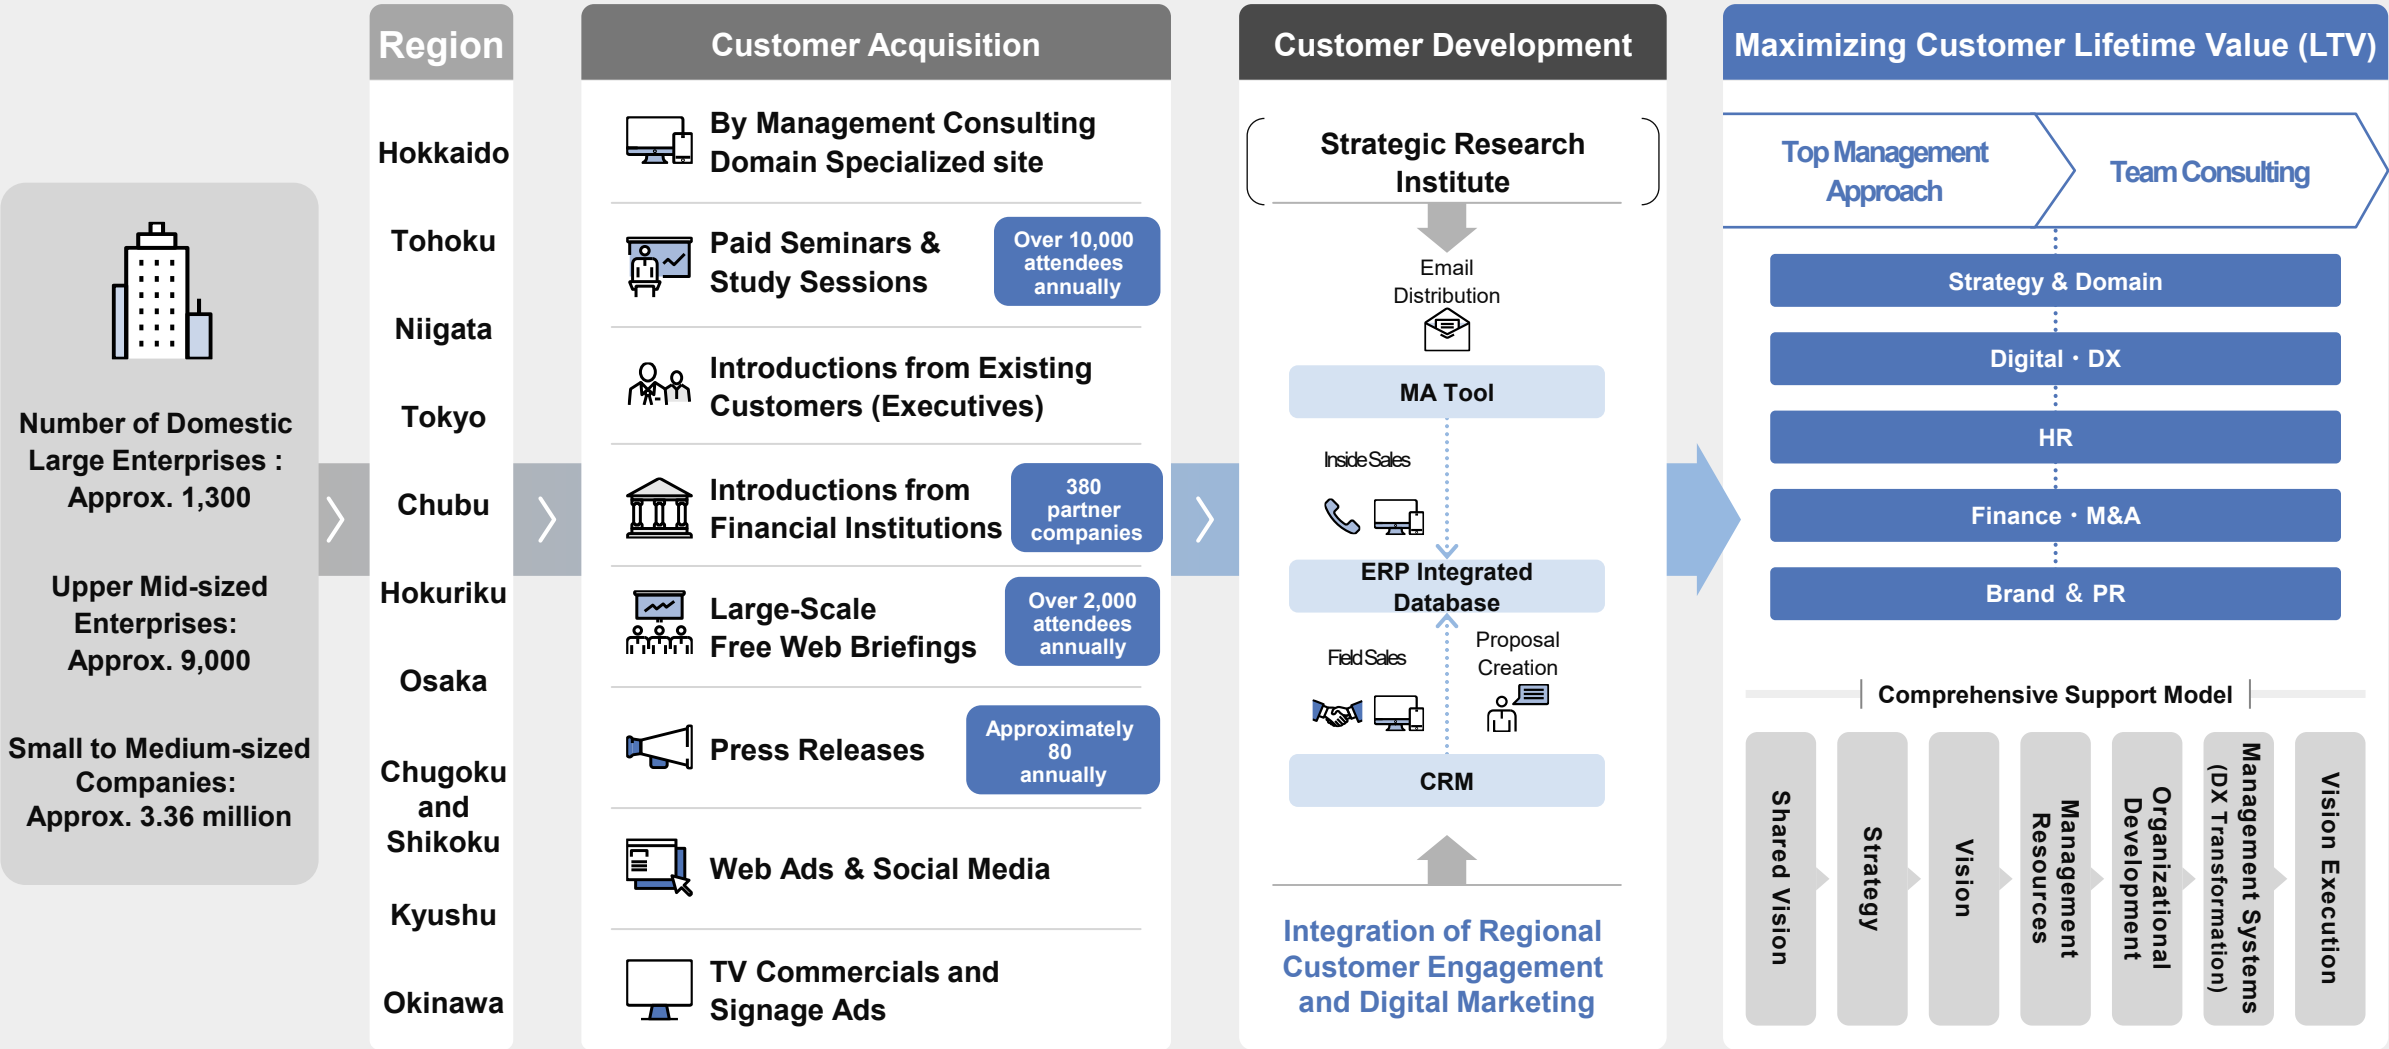 Number of Domestic
Large Enterprises :
Approx. 1,300
Upper Mid-sized
Enterprises:
Approx. 9,000
Small to Medium-sized
Companies:
Approx. 3.36 million
Region
Hokkaido
Tohoku
Niigata
Tokyo
Chubu
Hokuriku
Osaka
Chugoku
and
Shikoku
Kyushu
Okinawa
Customer Acquisition
By Management Consulting
Domain Specialized site
Paid Seminars &
Study Sessions
Over 10,000
attendees
annually
Introductions from Existing
Customers (Executives)
Introductions from
Financial Institutions
380
partner
companies
Large-Scale
Free Web Briefings
Over 2,000
attendees
annually
Press Releases
Approximately
80
annually
Web Ads & Social Media
TV Commercials and
Signage Ads
Customer Development
Strategic Research
Institute
Email
Distribution
MA Tool
Inside Sales
ERP Integrated
Database
Field Sales
Proposal
Creation
CRM
Integration of Regional
Customer Engagement
and Digital Marketing
Maximizing Customer Lifetime Value (LTV)
Top Management
Approach
Team Consulting
Strategy & Domain
Digital・DX
HR
Finance・M&A
Brand ＆ PR
Comprehensive Support Model
Shared Vision
Strategy
Vision
Management
Resources
Organizational
Development
Management Systems
(DX Transformation)
Vision Execution